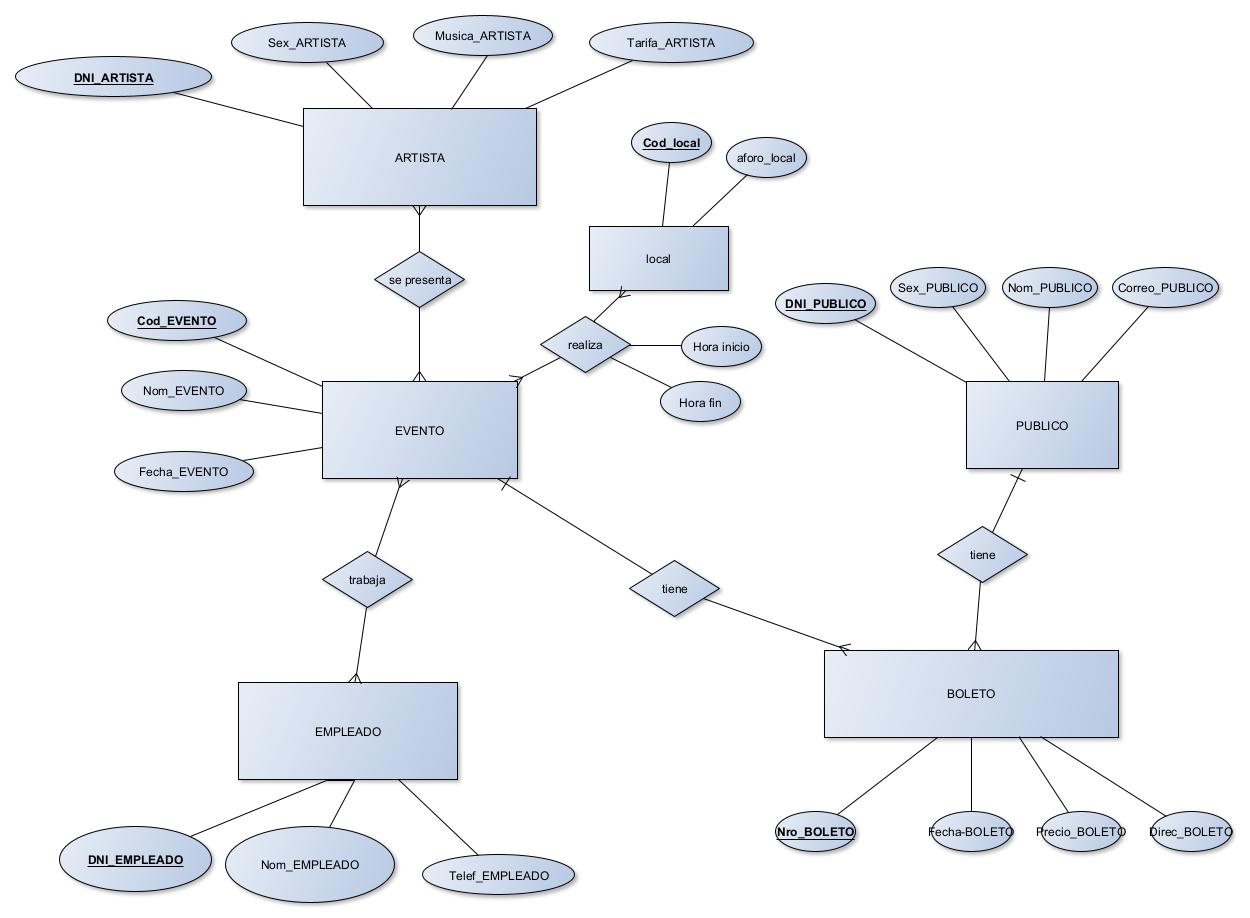 Sex_ARTISTA
Musica_ARTISTA
Tarifa_ARTISTA
DNI_ARTISTA
ARTISTA
Cod_local
aforo_local
local
se presenta
Sex_PUBLICO
Nom_PUBLICO
Correo_PUBLICO
DNI_PUBLICO
Cod_EVENTO
realiza
Hora inicio
Nom_EVENTO
Hora fin
EVENTO
PUBLICO
Fecha_EVENTO
tiene
trabaja
tiene
BOLETO
EMPLEADO
Nro_BOLETO
Fecha-BOLETO
Precio_BOLETO
Direc_BOLETO
DNI_EMPLEADO
Nom_EMPLEADO
Telef_EMPLEADO